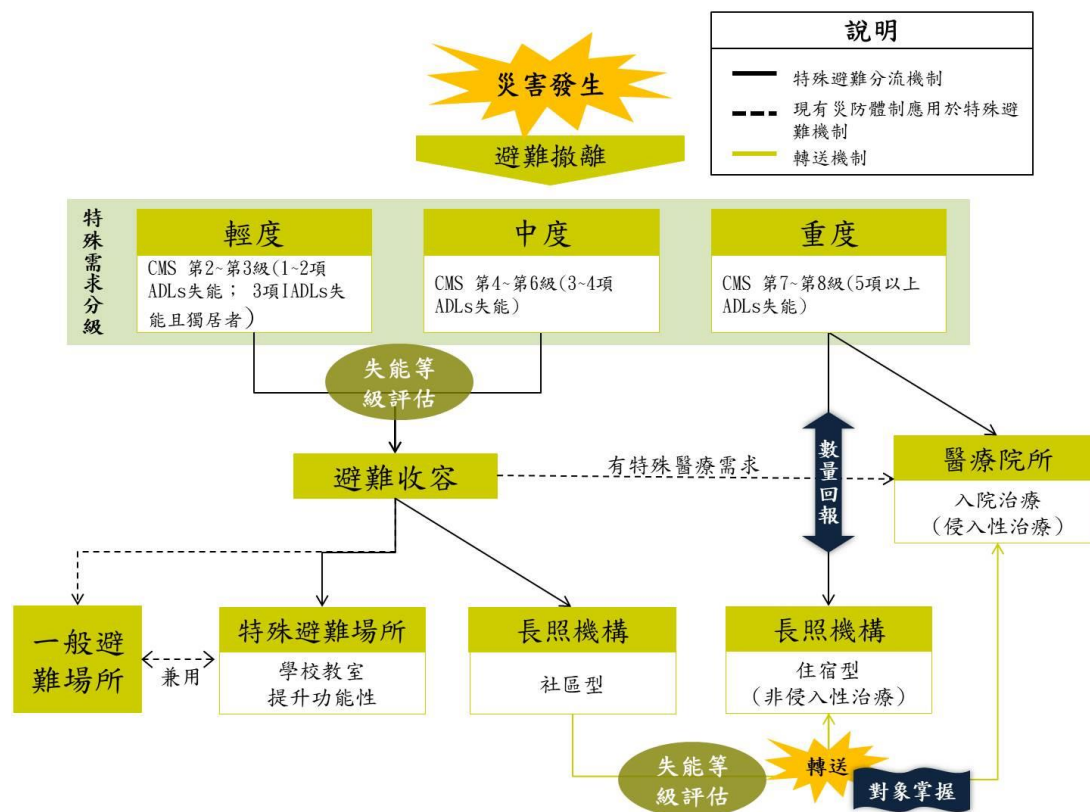 說明
特殊避難分流機制
現有災防體制應用於特殊避
難機制
轉送機制
災害發生
避難撤離
特殊需求分級
輕度
CMS 第2~第3級(1~2項
ADLs失能； 3項IADLs失
能且獨居者)
中度
CMS 第4~第6級(3~4項
ADLs失能)
重度
CMS 第7~第8級(5項以上
ADLs失能)
失能等
級評估
避難收容
有特殊醫療需求
數量回報
醫療院所
入院治療
(侵入性治療)
一般避
難場所
兼用
特殊避難場所
學校教室
提升功能性
長照機構
社區型
長照機構
住宿型
(非侵入性治療)
失能等
級評估
轉送
對象掌握